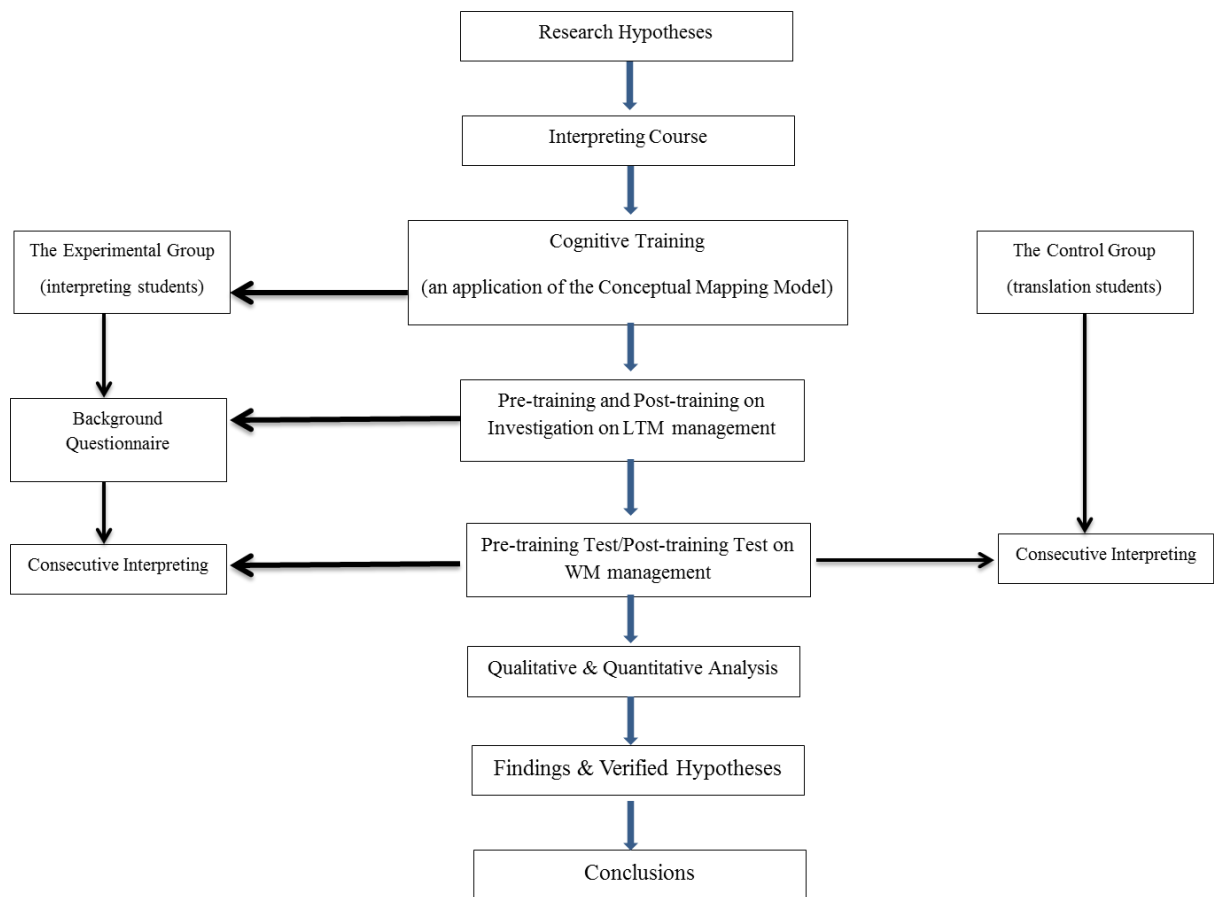 Research Hypotheses
Interpreting Course
Cognitive Training
(an application of the Conceptual Mapping Model)
The Experimental Group
(interpreting students)
The Control Group
(translation students)
Pre-training and Post-training on
Investigation on LTM management
Background
Questionnaire
Pre-training Test/Post-training Test on
WM management
Consecutive Interpreting
Consecutive Interpreting
Qualitative & Quantitative Analysis
Findings & Verified Hypotheses
Conclusions